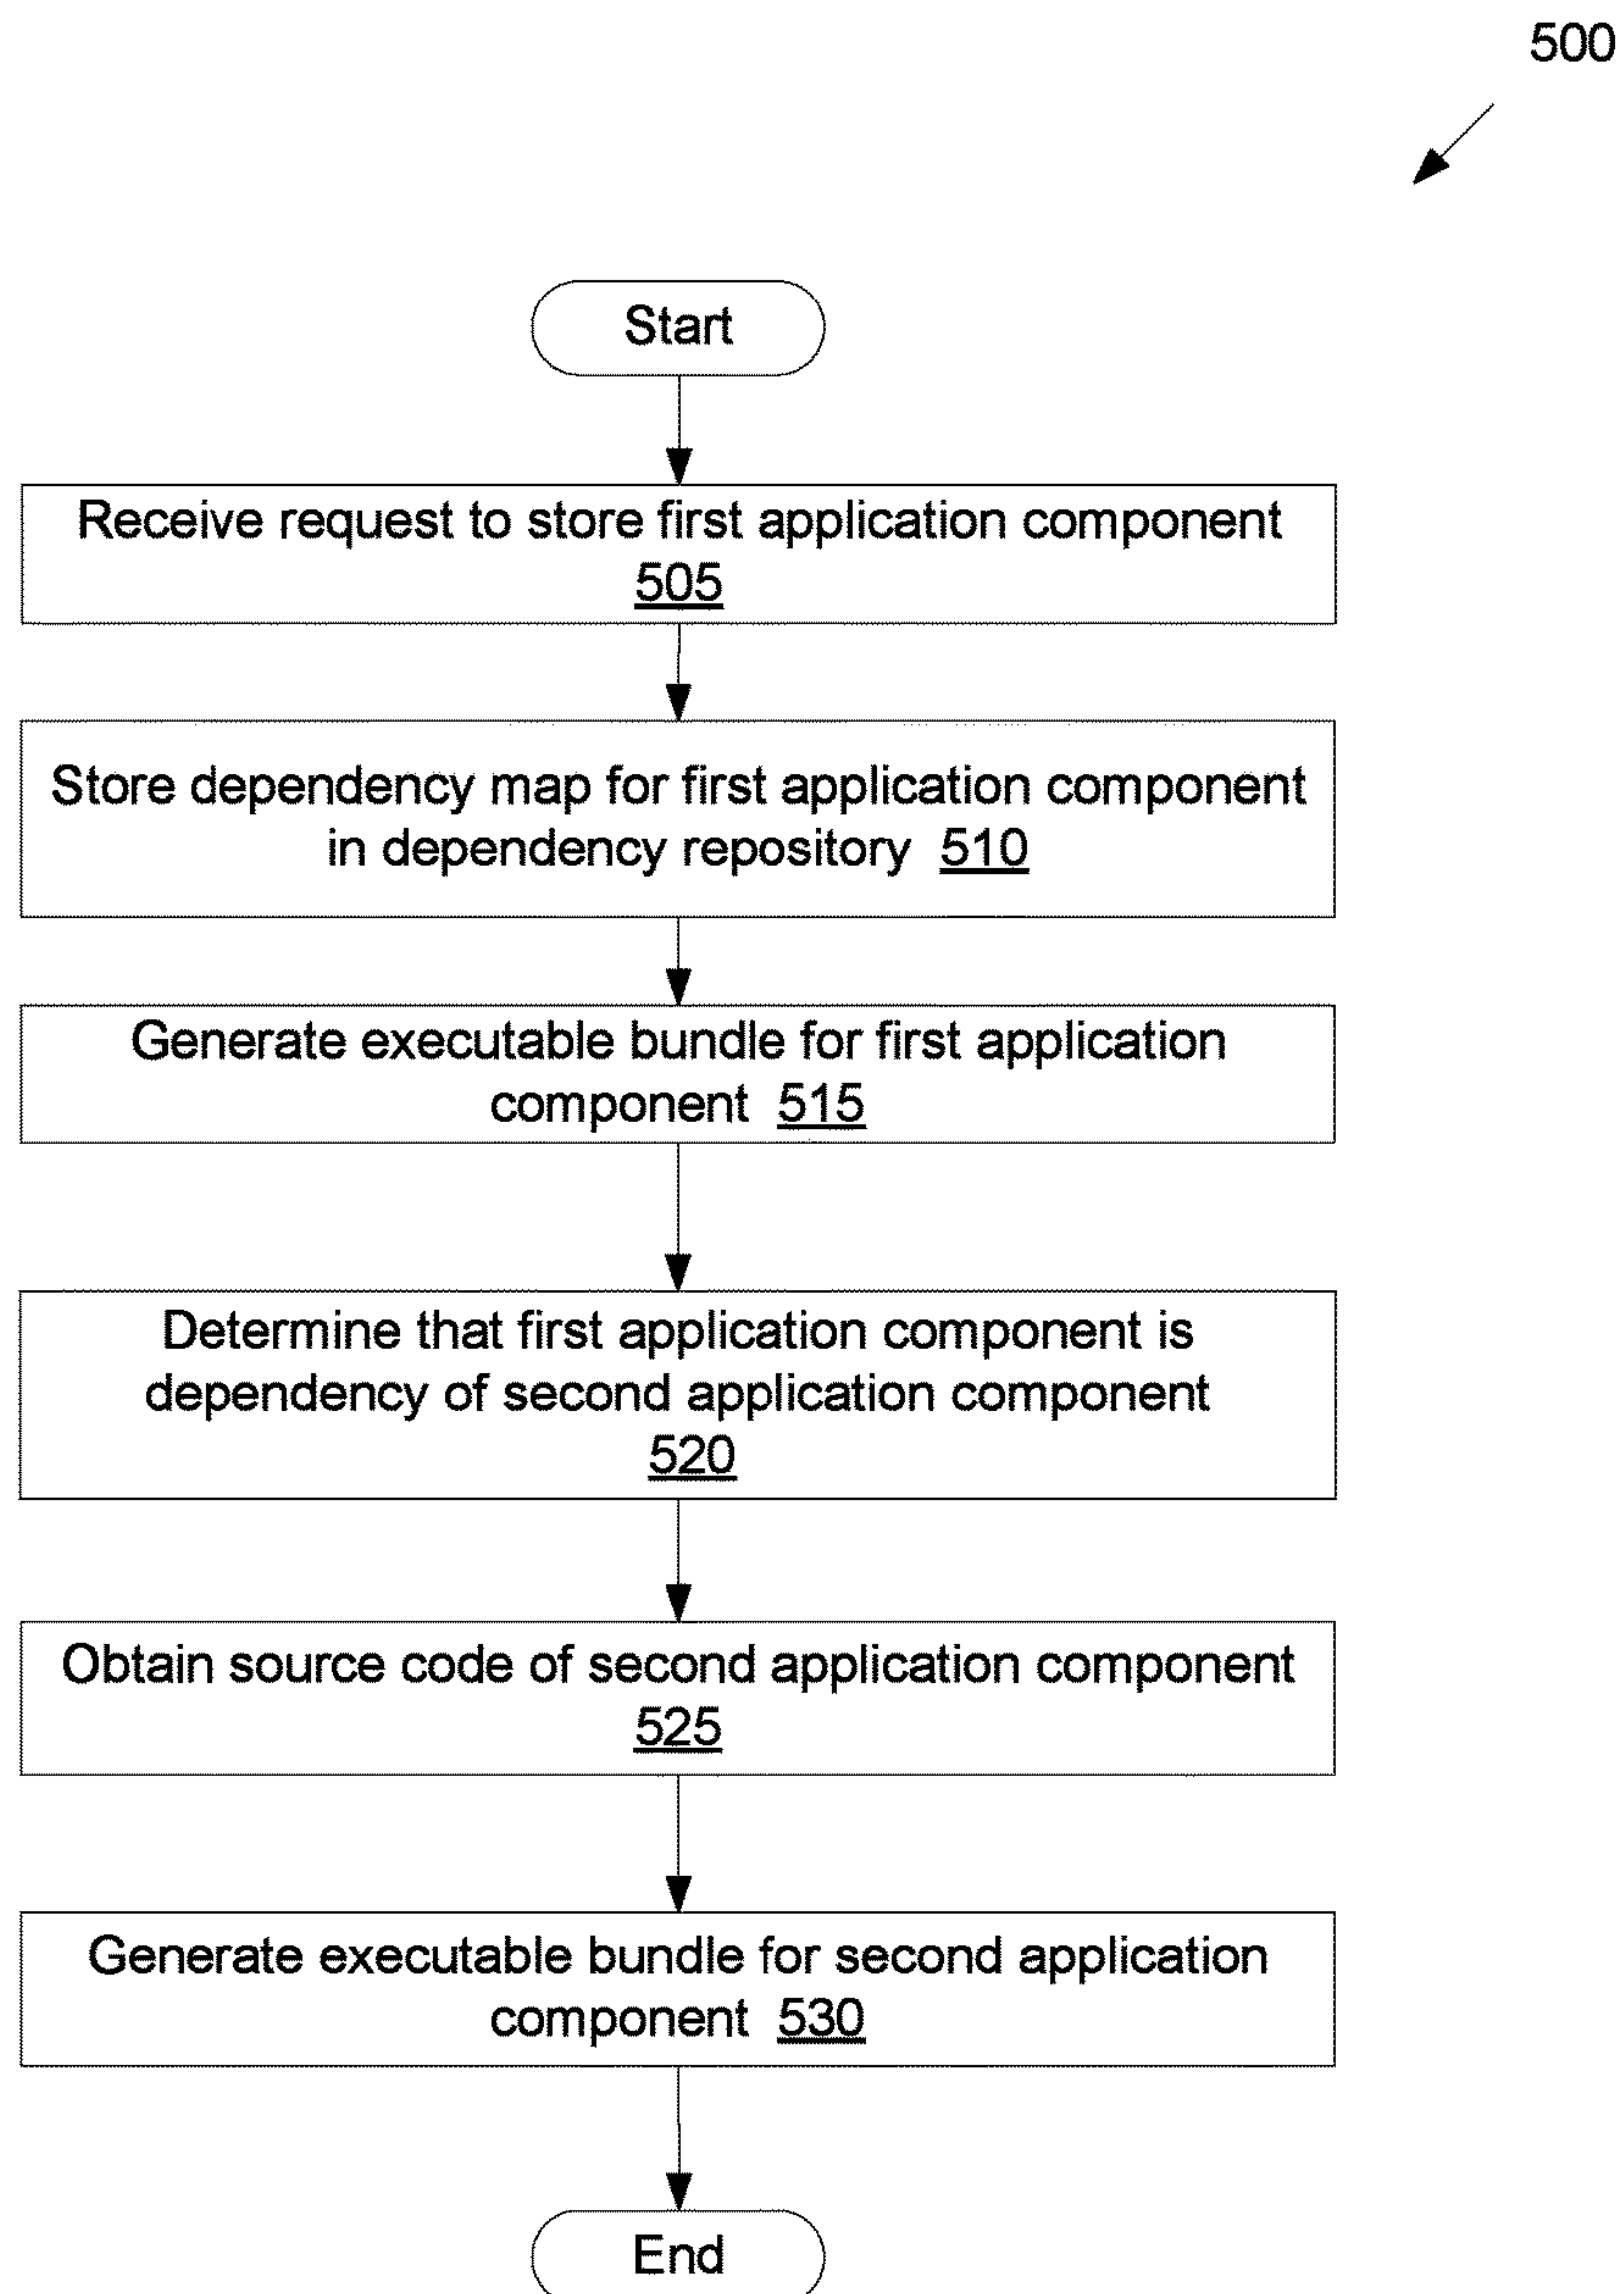 500
Start
Receive request to store first application component
505
Store dependency map for first application component
in dependency repository 510
Generate executable bundle for first application
component 515
Determine that first application component is
dependency of second application component
520
Obtain source code of second application component
525
Generate executable bundle for second application
component 530
End